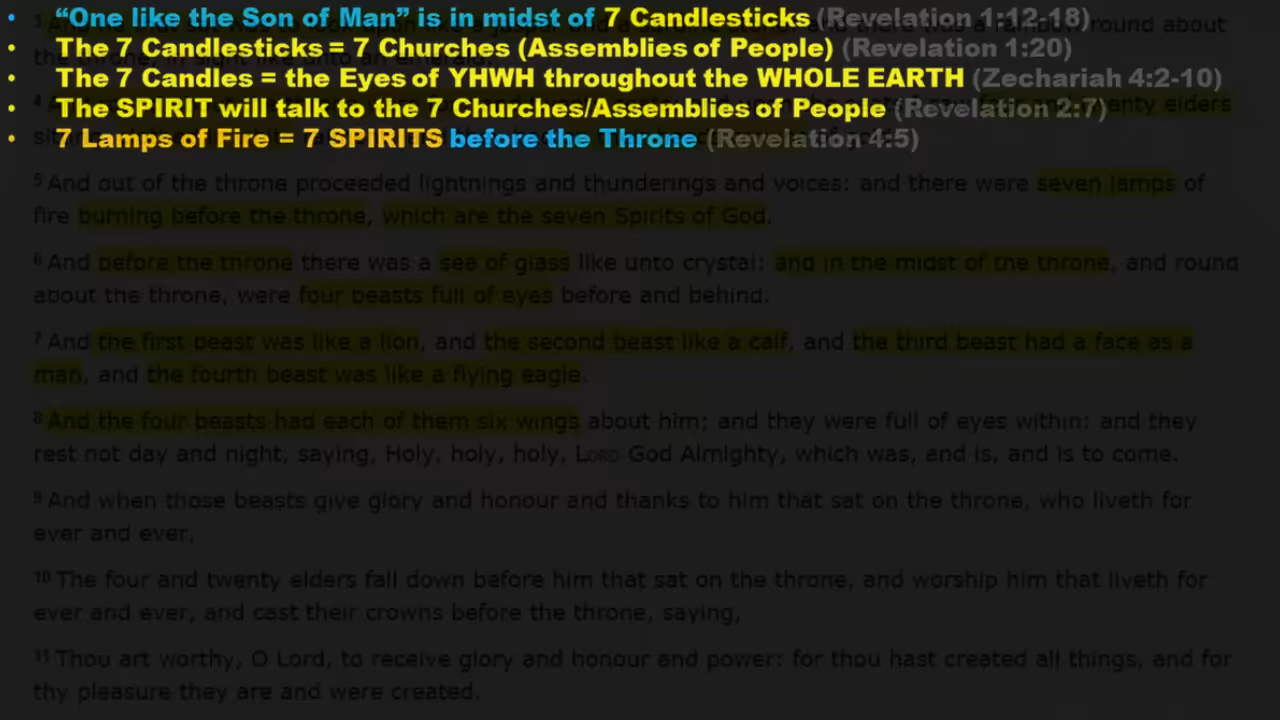 • “One like the Son of Man” is in midst of 7 Candlesticks (Revelation 1:12-18)
• The 7 Candlesticks = 7 Churches (Assemblies of People) (Revelation 1:20)
• The 7 Candles = the Eyes of YHWH throughout the WHOLE EARTH (Zechariah 4:2-10)
• The SPIRIT will talk to the 7 Churches/Assemblies of People (Revelation 2:7)
• 7 Lamps of Fire = 7 SPIRITS before the Throne (Revelation 4:5)
5 And out of the throne proceeded lightnings and thunderings and voices: and there were seven lamps of
fire burning before the throne, which are the seven Spirits of God.
6 And before the throne there was a sea of glass like unto crystal: and in the midst of the throne, and round
about the throne, were four beasts full of eyes before and behind.
7 And the first beast was like a lion, and the second beast like a calf, and the third beast had a face as a
man, and the fourth beast was like a flying eagle.
8 And the four beasts had each of them six wings about him; and they were full of eyes within: and they
rest not day and night, saying, Holy, holy, holy, Lord God Almighty, which was, and is, and is to come.
9 And when those beasts give glory and honour and thanks to him that sat on the throne, who liveth for
ever and ever,
10 The four and twenty elders fall down before him that sat on the throne, and worship him that liveth for
ever and ever, and cast their crowns before the throne, saying,
11 Thou art worthy, O Lord, to receive glory and honour and power: for thou hast created all things, and for
thy pleasure they are and were created.